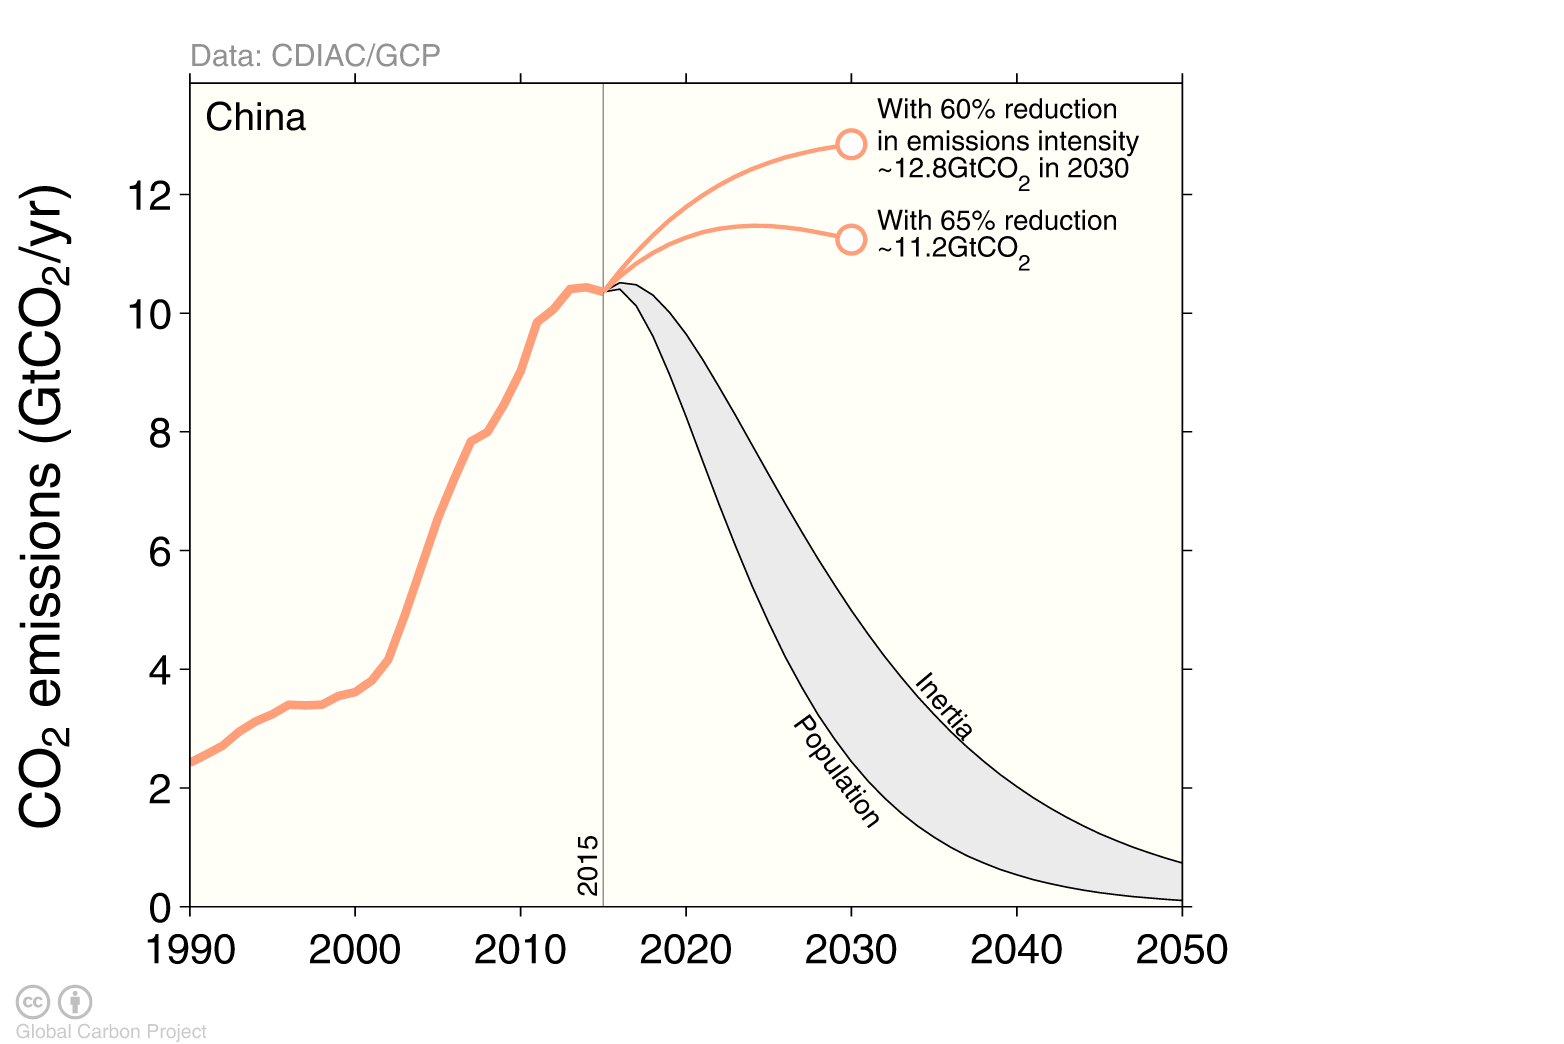 Data: CDIAC/GCP
China
With 60% reduction
in emissions intensity
~12.8GtCO2 in 2030
With 65% reduction
~11.2GtCO2
CO2 emissions (GtCO2/yr)
12
10
8
6
4
2
0
Inertia
Population
2015
1990 2000 2010 2020 2030 2040 2050
cc
Global Carbon Project